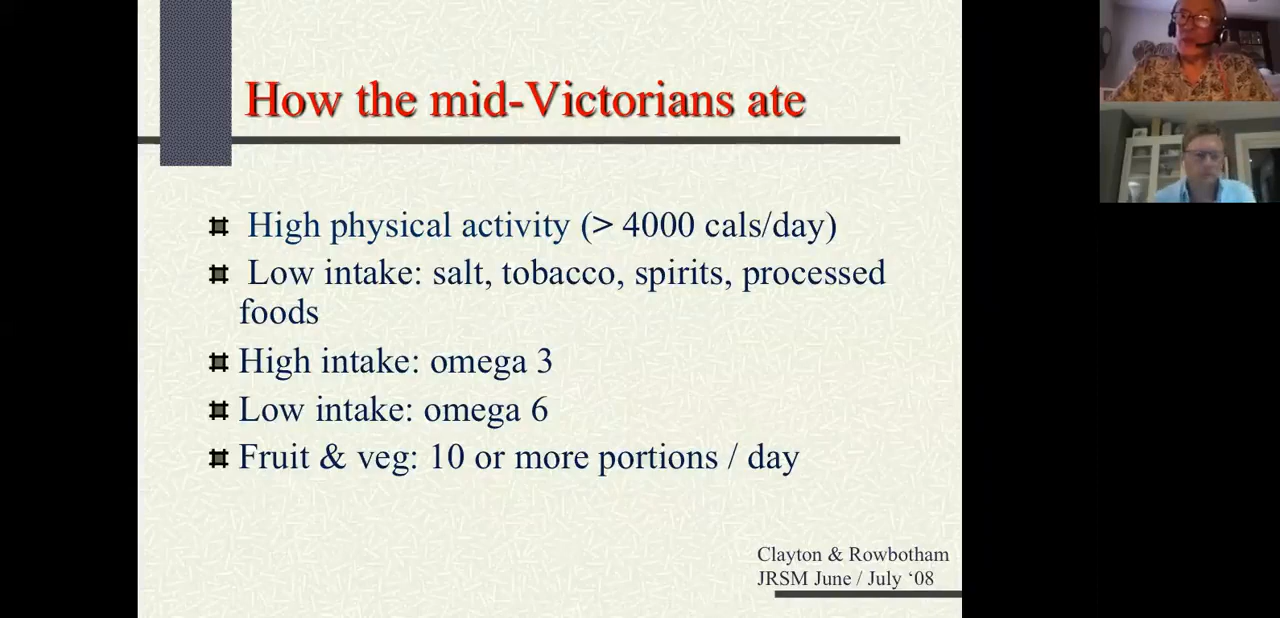 How the mid-Victorians ate
High physical activity (> 4000 cals/day)
Low intake: salt, tobacco, spirits, processed
foods
High intake: omega 3
Low intake: omega 6
Fruit & veg: 10 or more portions / day
Clayton & Rowbotham
JRSM June / July ‘08